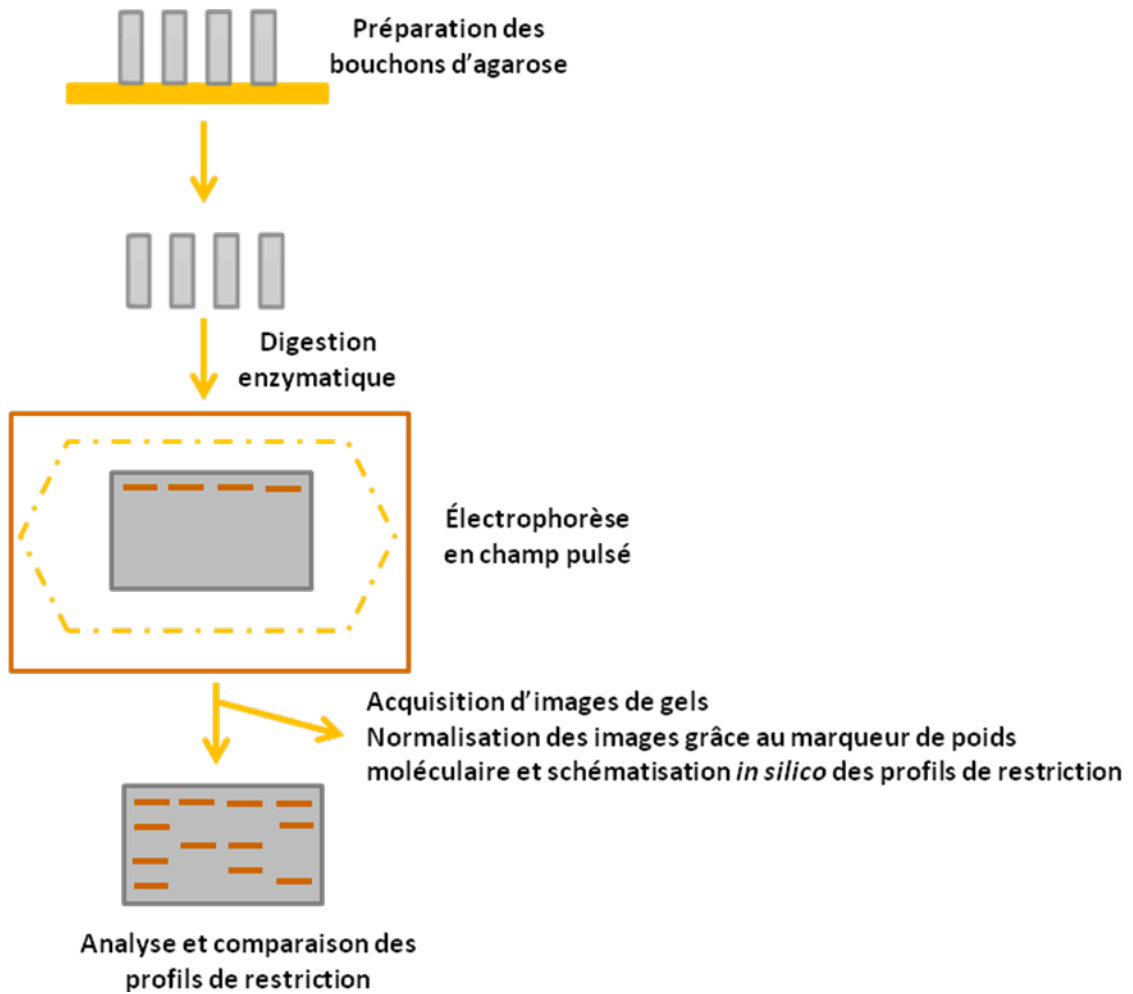 Préparation des
bouchons d’agarose
Digestion
enzymatique
Électrophorèse
en champ pulsé
Acquisition d’images de gels
Normalisation des images grâce au marqueur de poids
moléculaire et schématisation in silico des profils de restriction
Analyse et comparaison des
profils de restriction